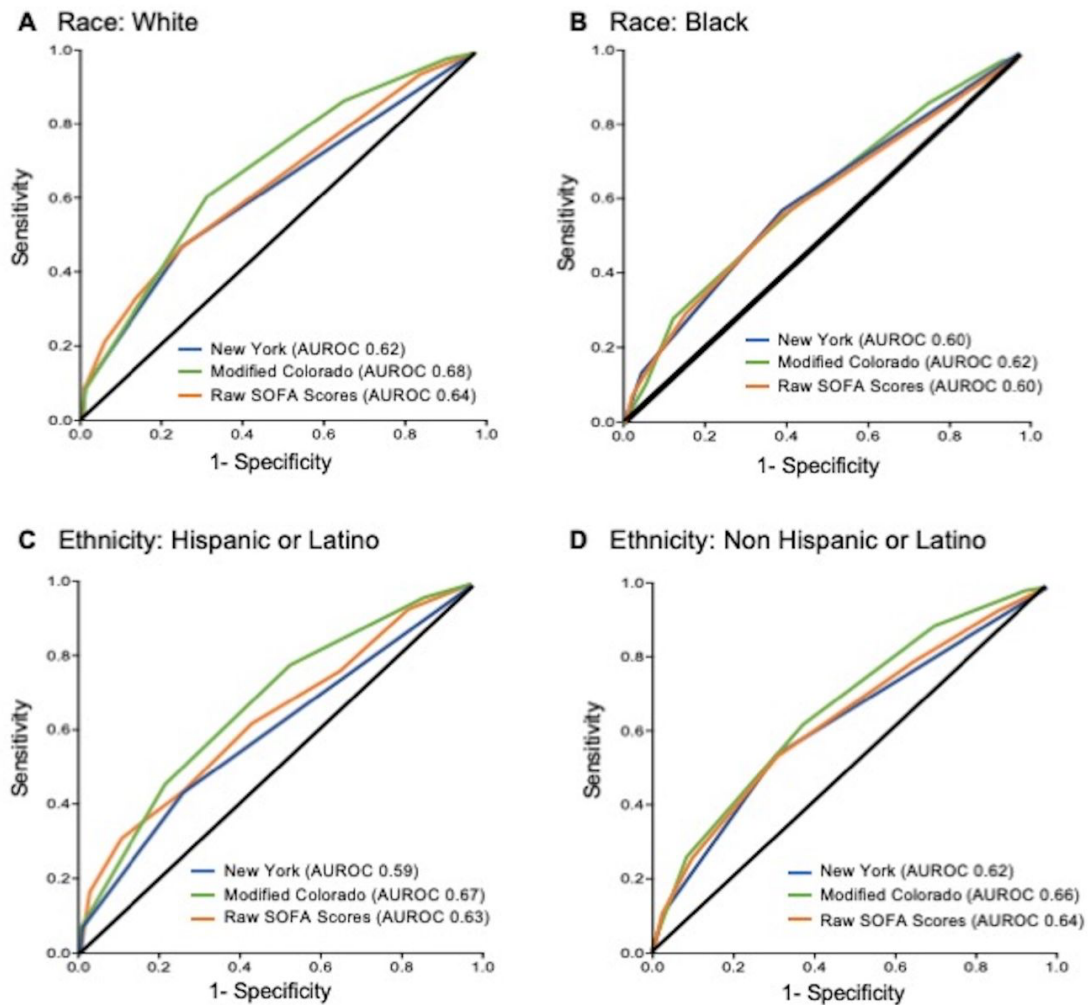 A Race: White
1.0
0.8
0.6
0.4
0.2
0.0
Sensitivity
New York (AUROC 0.62)
Modified Colorado (AUROC 0.68)
Raw SOFA Scores (AUROC 0.64)
0.0 0.2 0.4 0.6 0.8 1.0
1- Specificity
B Race: Black
1.0
0.8
0.6
0.4
0.2
0.0
Sensitivity
New York (AUROC 0.60)
Modified Colorado (AUROC 0.62)
Raw SOFA Scores (AUROC 0.60)
0.0 0.2 0.4 0.6 0.8 1.0
1- Specificity
C Ethnicity: Hispanic or Latino
1.0
0.8
0.6
0.4
0.2
0.0
Sensitivity
New York (AUROC 0.59)
Modified Colorado (AUROC 0.67)
Raw SOFA Scores (AUROC 0.63)
0.0 0.2 0.4 0.6 0.8 1.0
1- Specificity
D Ethnicity: Non Hispanic or Latino
1.0
0.8
0.6
0.4
0.2
0.0
Sensitivity
New York (AUROC 0.62)
Modified Colorado (AUROC 0.66)
Raw SOFA Scores (AUROC 0.64)
0.0 0.2 0.4 0.6 0.8 1.0
1- Specificity